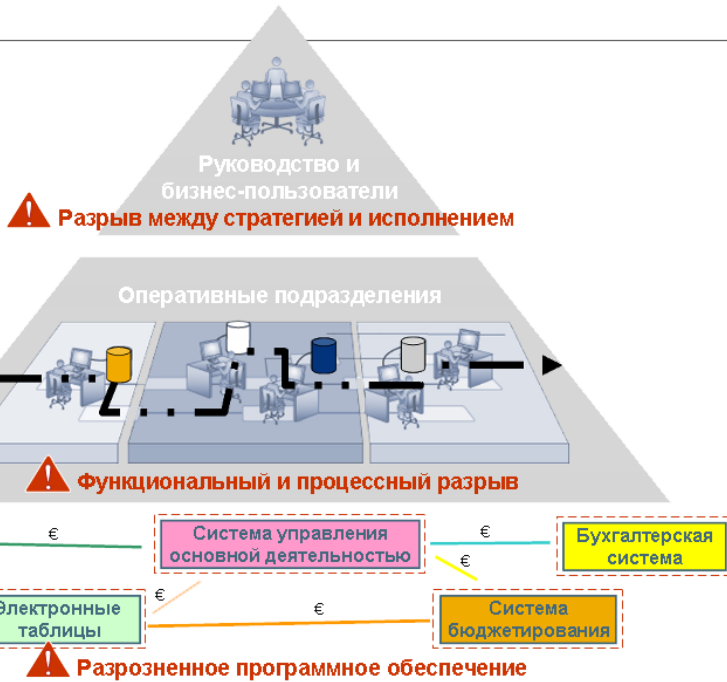 Руководство и
бизнес-пользователи
Разрыв между стратегией и исполнением
Оперативные подразделения
Функциональный и процессный разрыв
€
Система управления
основной деятельностью
€
Бухгалтерская
система
€
€
Электронные
таблицы
€
Система
бюджетирования
Разрозненное программное обеспечение